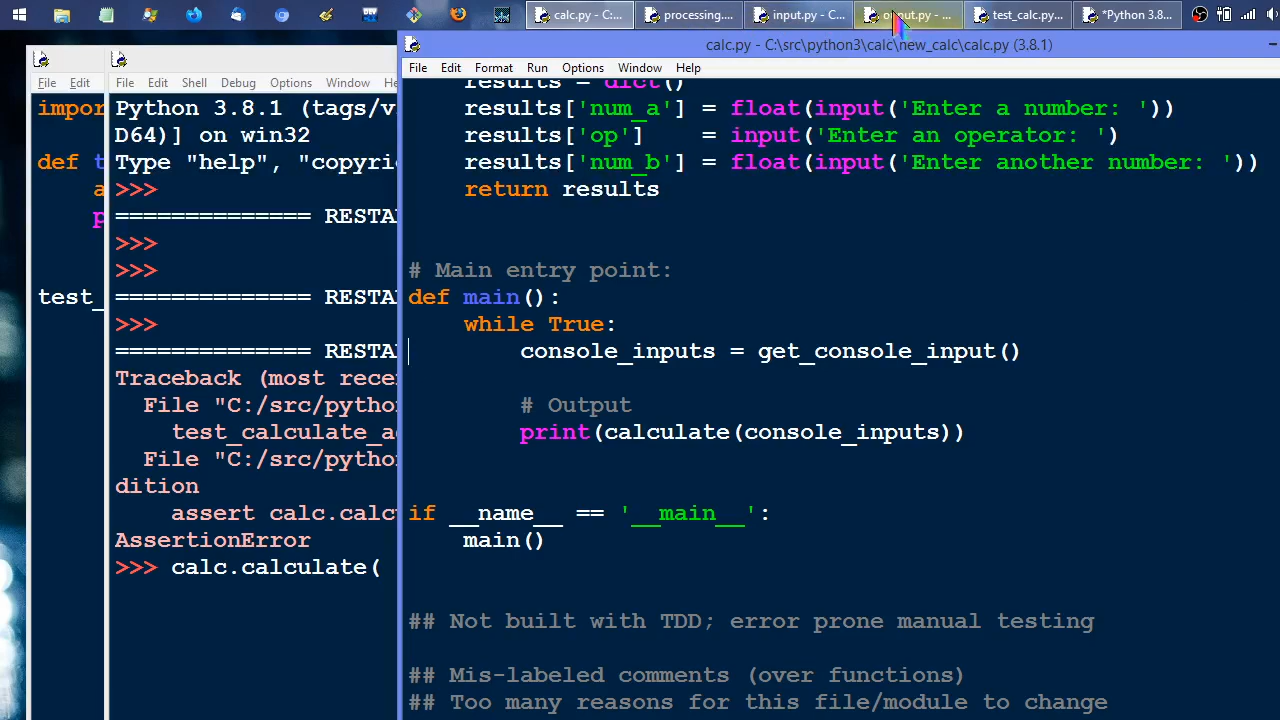 calc.py - C:...
processing....
input.py - C...
output.py - ...
test_calc.py...
*Python 3.8...
calc.py - C:\src\python3\calc\new_calc\calc.py (3.8.1)
File Edit
impor
def t
a
p
test_
File Edit Shell Debug Options Window He
Python 3.8.1 (tags/v
D64)] on win32
Type "help", "copyri
>>>
============== RESTA
>>>
>>>
============== RESTA
>>>
============== RESTA
Traceback (most rece
File "C:/src/pytho
test_calculate_a
File "C:/src/pytho
dition
assert calc.calc
AssertionError
>>> calc.calculate(
File Edit Format Run Options Window Help
results = dict()
results['num_a'] = float(input('Enter a number: '))
results['op'] = input('Enter an operator: ')
results['num_b'] = float(input('Enter another number: '))
return results
# Main entry point:
def main():
while True:
console_inputs = get_console_input()
# Output
print(calculate(console_inputs))
if __name__ == '__main__':
main()
## Not built with TDD; error prone manual testing
## Mis-labeled comments (over functions)
## Too many reasons for this file/module to change